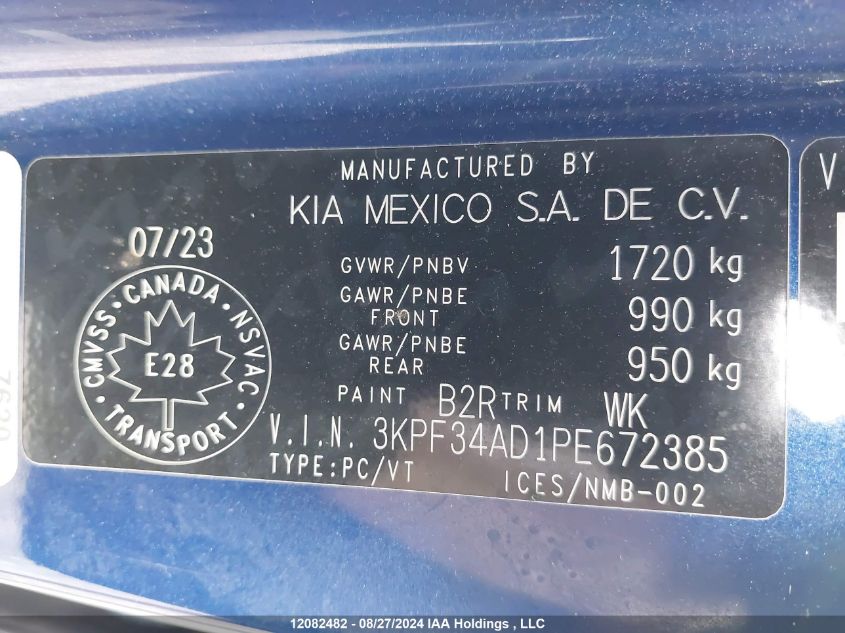 MANUFACTURED BY
KIA MEXICO S.A. DE C.V.
07/23
GVWR/PNBV 1720 kg
GAWR/PNBE FRONT 990 kg
GAWR/PNBE REAR 950 kg
PAINT B2R TRIM WK
V.I.N. 3KPF34AD1PE672385
TYPE:PC/VT ICES/NMB-002
CMVSS · CANADA · NSVAC · TRANSPORT ·
E28
V.
12082482 - 08/27/2024 IAA Holdings , LLC